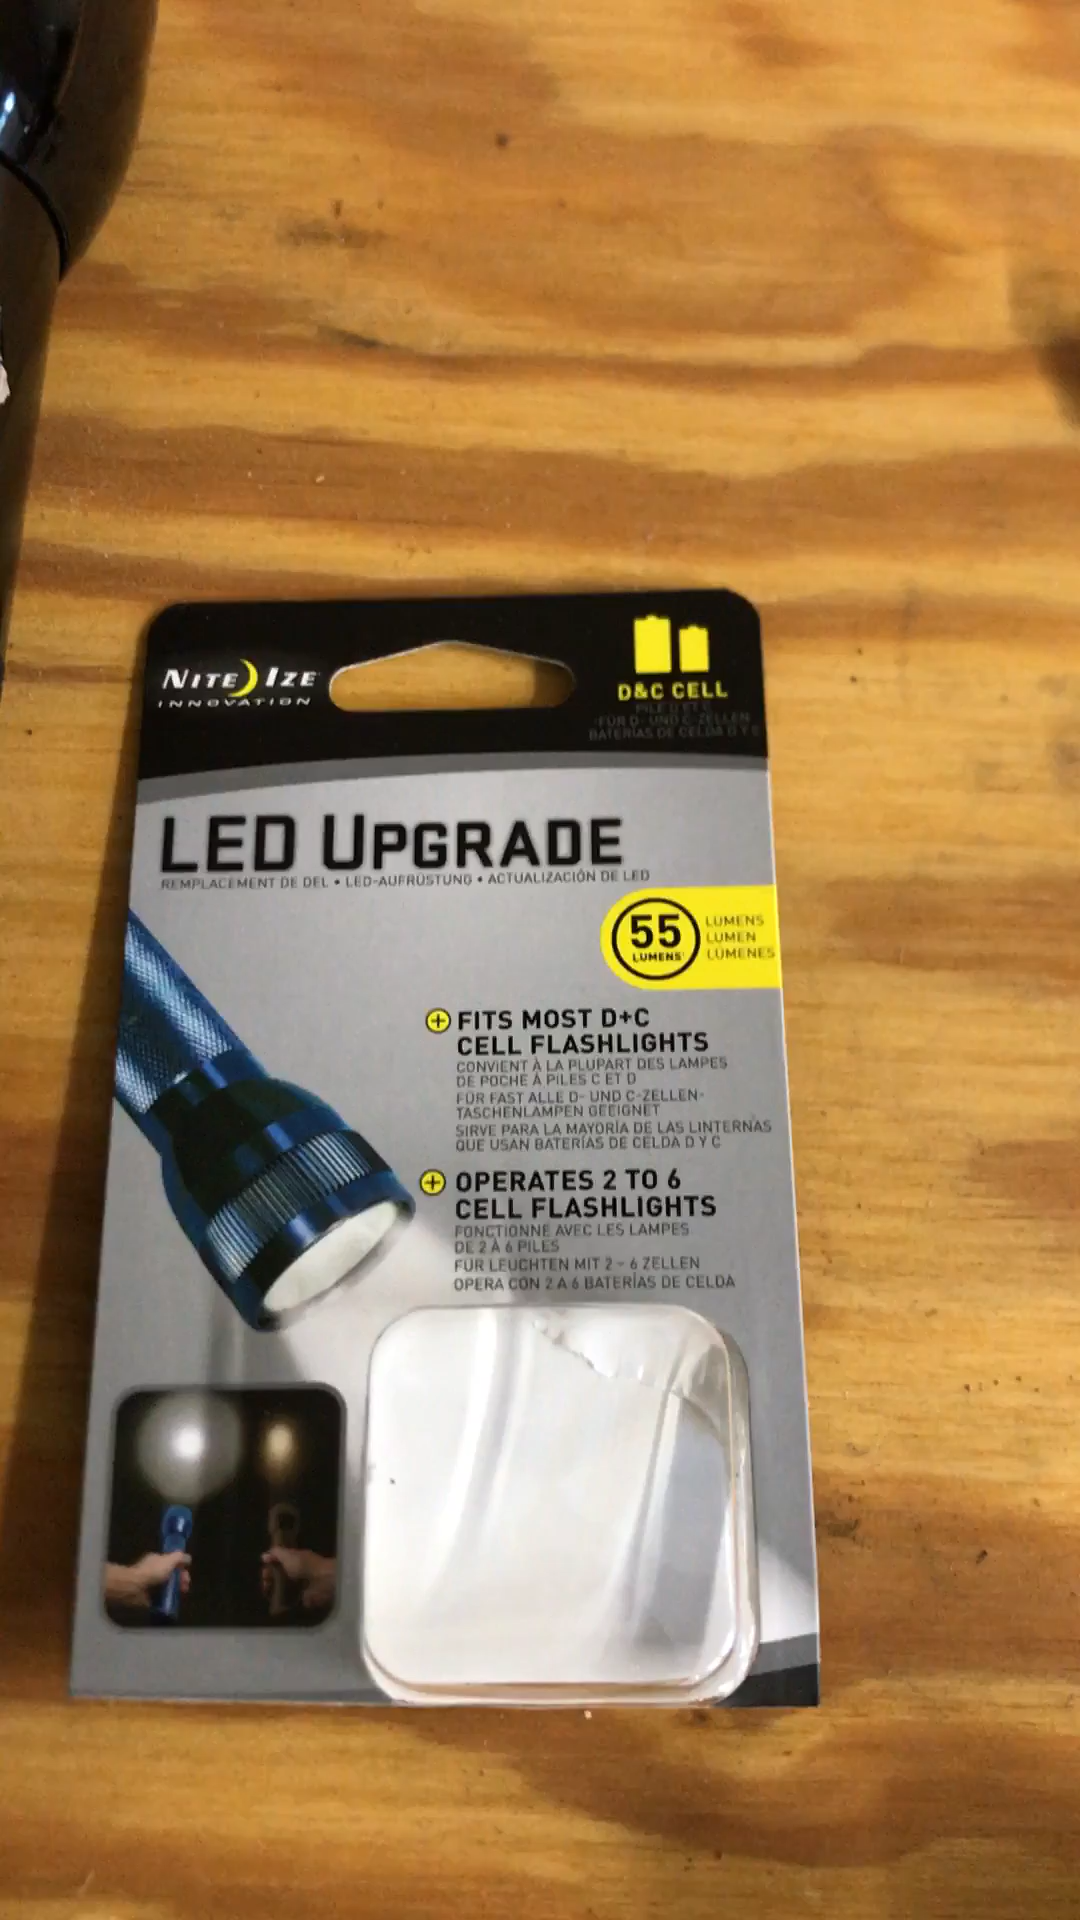 NITE IZE
INNOVATION
D&C CELL
PILE D ET C
FÜR D- UND C-ZELLEN
BATERÍAS DE CELDA D Y C
LED UPGRADE
REMPLACEMENT DE DEL • LED-AUFRÜSTUNG • ACTUALIZACIÓN DE LED
55
LUMENS
LUMENS
LUMEN
LÚMENES
FITS MOST D+C
CELL FLASHLIGHTS
CONVIENT À LA PLUPART DES LAMPES
DE POCHE À PILES C ET D
FÜR FAST ALLE D- UND C-ZELLEN-
TASCHENLAMPEN GEEIGNET
SIRVE PARA LA MAYORÍA DE LAS LINTERNAS
QUE USAN BATERÍAS DE CELDA D Y C
OPERATES 2 TO 6
CELL FLASHLIGHTS
FONCTIONNE AVEC LES LAMPES
DE 2 À 6 PILES
FÜR LEUCHTEN MIT 2 – 6 ZELLEN
OPERA CON 2 A 6 BATERÍAS DE CELDA